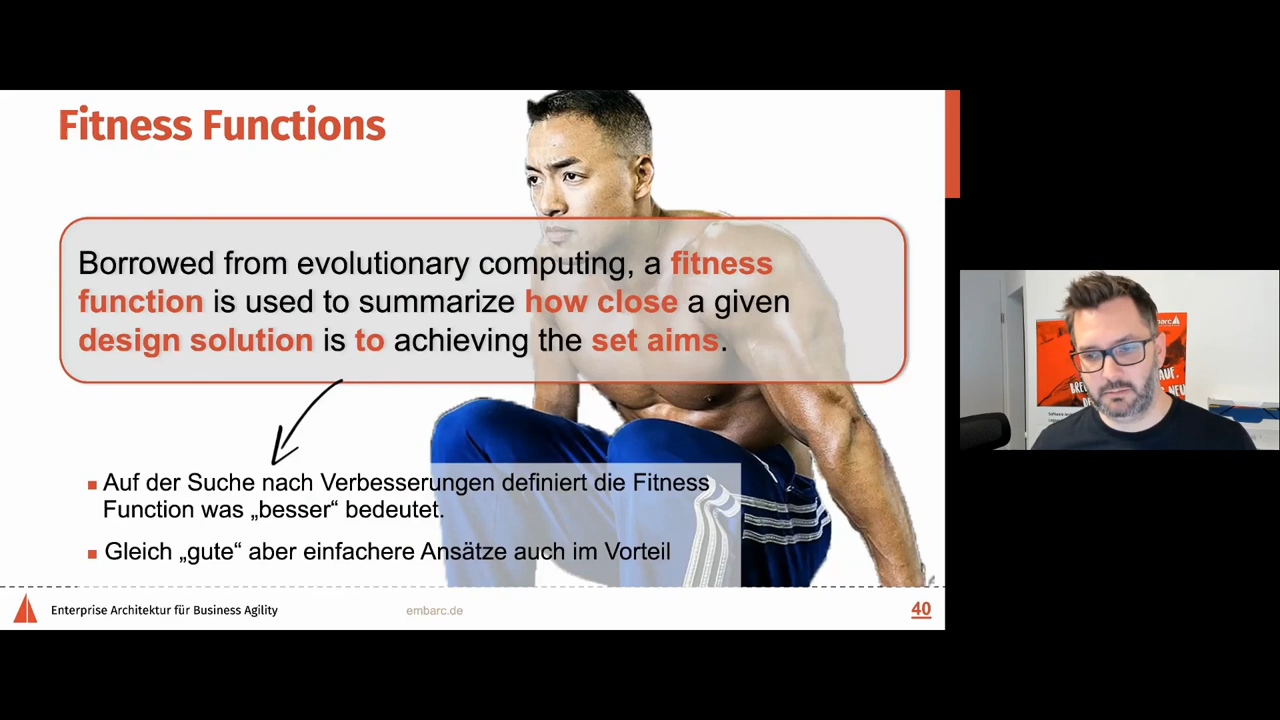 Fitness Functions
Borrowed from evolutionary computing, a fitness
function is used to summarize how close a given
design solution is to achieving the set aims.
Auf der Suche nach Verbesserungen definiert die Fitness
Function was „besser“ bedeutet.
Gleich „gute“ aber einfachere Ansätze auch im Vorteil
Enterprise Architektur für Business Agility
embarc.de
40